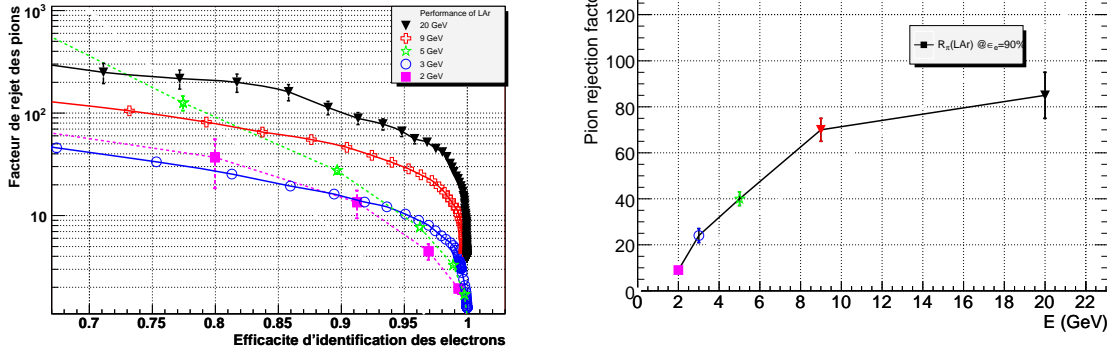 Performance of LAr
20 GeV
9 GeV
5 GeV
3 GeV
2 GeV
Facteur de rejet des pions
10³
10²
10
0.7 0.75 0.8 0.85 0.9 0.95 1
Efficacite d'identification des electrons
Pion rejection facto
120
100
80
60
40
20
0
0 2 4 6 8 10 12 14 16 18 20 22
E (GeV)
R_π(LAr) @ε_e=90%